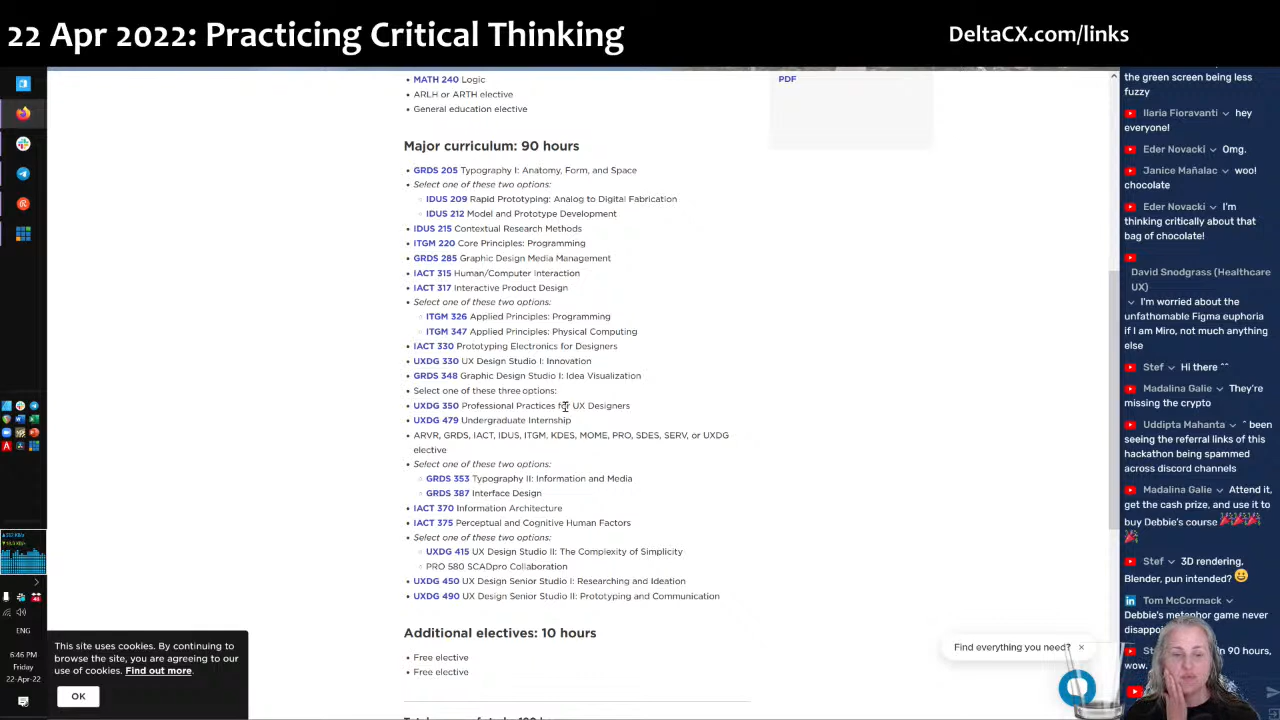 22 Apr 2022: Practicing Critical Thinking
DeltaCX.com/links
MATH 240 Logic
ARLH or ARTH elective
General education elective
PDF
Major curriculum: 90 hours
GRDS 205 Typography I: Anatomy, Form, and Space
Select one of these two options:
IDUS 209 Rapid Prototyping: Analog to Digital Fabrication
IDUS 212 Model and Prototype Development
IDUS 215 Contextual Research Methods
ITGM 220 Core Principles: Programming
GRDS 285 Graphic Design Media Management
IACT 315 Human/Computer Interaction
IACT 317 Interactive Product Design
Select one of these two options:
ITGM 326 Applied Principles: Programming
ITGM 347 Applied Principles: Physical Computing
IACT 330 Prototyping Electronics for Designers
UXDG 330 UX Design Studio I: Innovation
GRDS 348 Graphic Design Studio I: Idea Visualization
Select one of these three options:
UXDG 350 Professional Practices for UX Designers
UXDG 479 Undergraduate Internship
ARVR, GRDS, IACT, IDUS, ITGM, KDES, MOME, PRO, SDES, SERV, or UXDG
elective
Select one of these two options:
GRDS 353 Typography II: Information and Media
GRDS 387 Interface Design
IACT 370 Information Architecture
IACT 375 Perceptual and Cognitive Human Factors
Select one of these two options:
UXDG 415 UX Design Studio II: The Complexity of Simplicity
PRO 580 SCADpro Collaboration
UXDG 450 UX Design Senior Studio I: Researching and Ideation
UXDG 490 UX Design Senior Studio II: Prototyping and Communication
Additional electives: 10 hours
Free elective
Free elective
This site uses cookies. By continuing to
browse the site, you are agreeing to our
use of cookies. Find out more.
OK
Find everything you need?
ENG
6:46 PM
Friday
22-Apr-22
the green screen being less
fuzzy
Ilaria Fioravanti hey
everyone!
Eder Novacki Omg.
Janice Mañalac woo!
chocolate
Eder Novacki I'm
thinking critically about that
bag of chocolate!
David Snodgrass (Healthcare
UX)
I'm worried about the
unfathomable Figma euphoria
if I am Miro, not much anything
else
Stef Hi there ^^
Madalina Galie They're
missing the crypto
Uddipta Mahanta ^ been
seeing the referral links of this
hackathon being spammed
across discord channels
Madalina Galie Attend it,
get the cash prize, and use it to
buy Debbie's course
Stef 3D rendering,
Blender, pun intended?
Tom McCormack
Debbie's metaphor game never
90 hours,
wow.